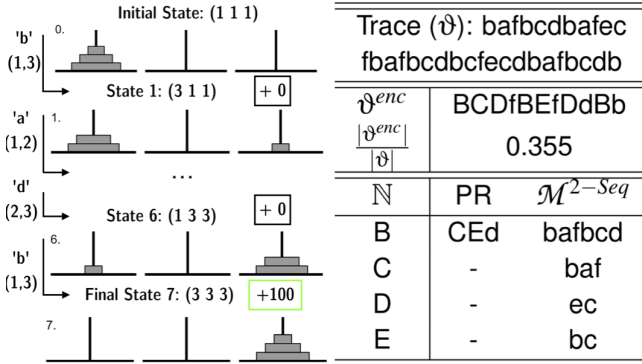 Initial State: (1 1 1)
0.
'b'
(1,3)
State 1: (3 1 1)
+ 0
1.
'a'
(1,2)
...
'd'
(2,3)
State 6: (1 3 3)
+ 0
6.
'b'
(1,3)
Final State 7: (3 3 3)
+100
7.
Trace (ϑ): bafbcdbafec
fbafbcdbcfecdbafbcdb
ϑ^enc BCDfBEfDdBb
|ϑ^enc| / |ϑ| 0.355
ℕ PR ℳ^2−Seq
B CEd bafbcd
C - baf
D - ec
E - bc